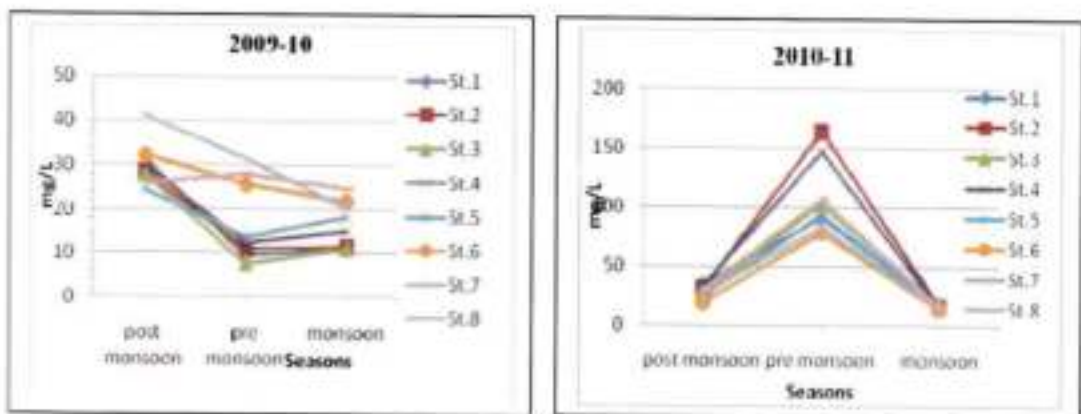 2009-10
50
40
30
20
10
0
mg/L
post monsoon
pre monsoon
monsoon
Seasons
St.1
St.2
St.3
St.4
St.5
St.6
St.7
St.8
2010-11
200
150
100
50
0
mg/L
post monsoon
pre monsoon
monsoon
Seasons
St.1
St.2
St.3
St.4
St.5
St.6
St.7
St.8